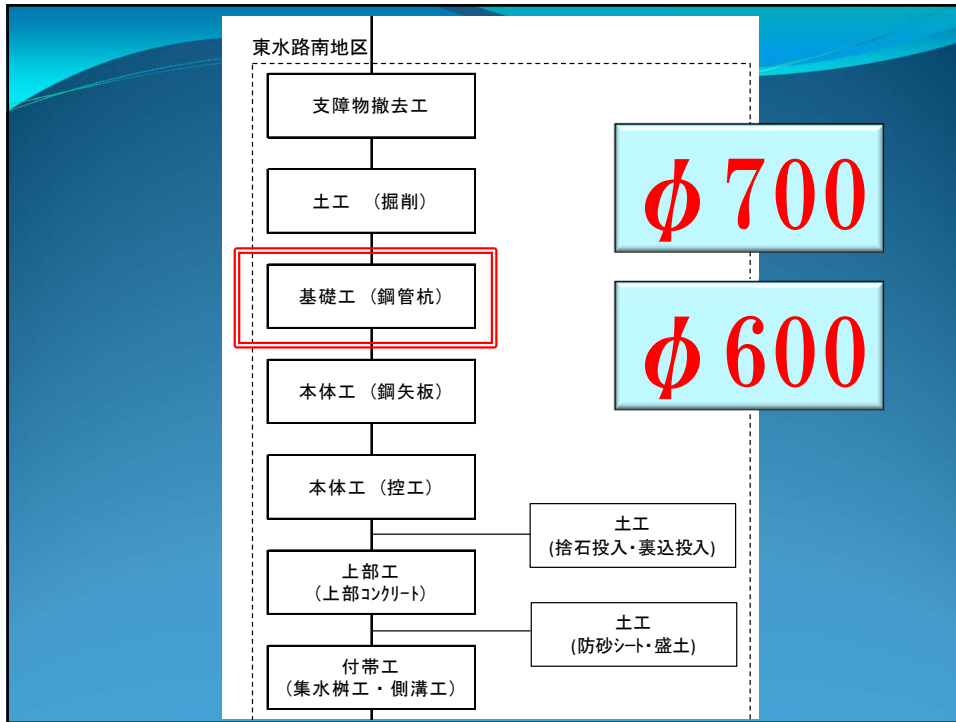 東水路南地区
支障物撤去工
土工 (掘削)
基礎工 (鋼管杭)
本体工 (鋼矢板)
本体工 (控工)
土工
(捨石投入・裏込投入)
上部工
(上部ｺﾝｸﾘｰﾄ)
土工
(防砂ｼｰﾄ・盛土)
付帯工
(集水桝工・側溝工)
φ700
φ600